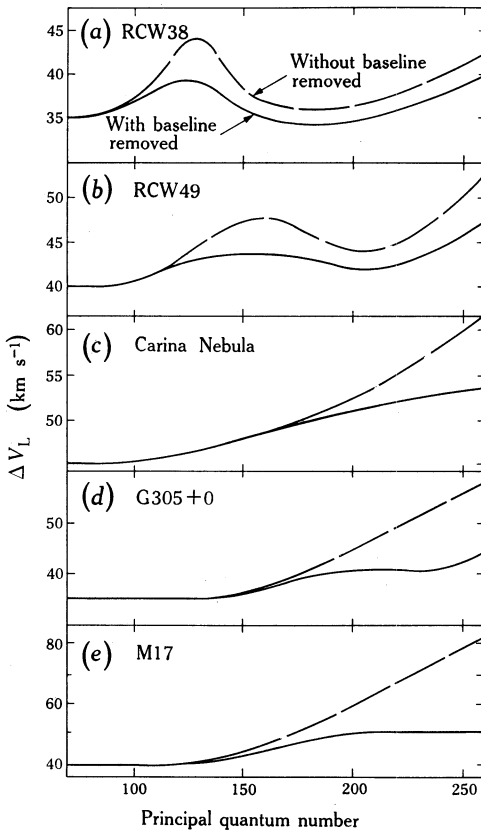 (a) RCW38
45
40
35
Without baseline
removed
With baseline
removed
(b) RCW49
50
45
40
(c) Carina Nebula
60
55
50
(d) G305+0
50
40
(e) M17
80
60
40
100 150 200 250
Principal quantum number
Δ V_L (km s⁻¹)